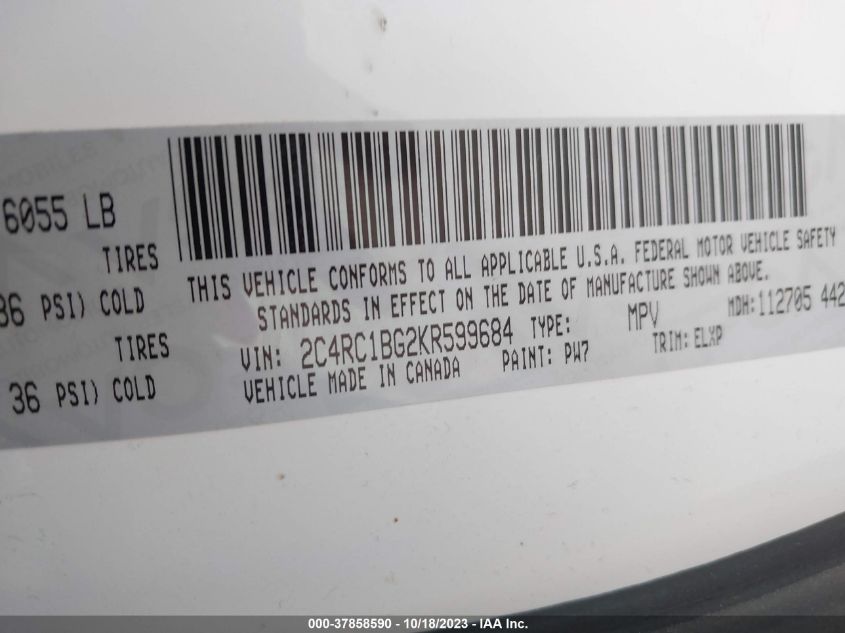 6055 LB
TIRES
36 PSI) COLD
TIRES
36 PSI) COLD
THIS VEHICLE CONFORMS TO ALL APPLICABLE U.S.A. FEDERAL MOTOR VEHICLE SAFETY
STANDARDS IN EFFECT ON THE DATE OF MANUFACTURE SHOWN ABOVE.
VIN: 2C4RC1BG2KR599684 TYPE: MPV MDH:112705 442
VEHICLE MADE IN CANADA PAINT: PW7 TRIM: ELXP
000-37858590 - 10/18/2023 - IAA Inc.